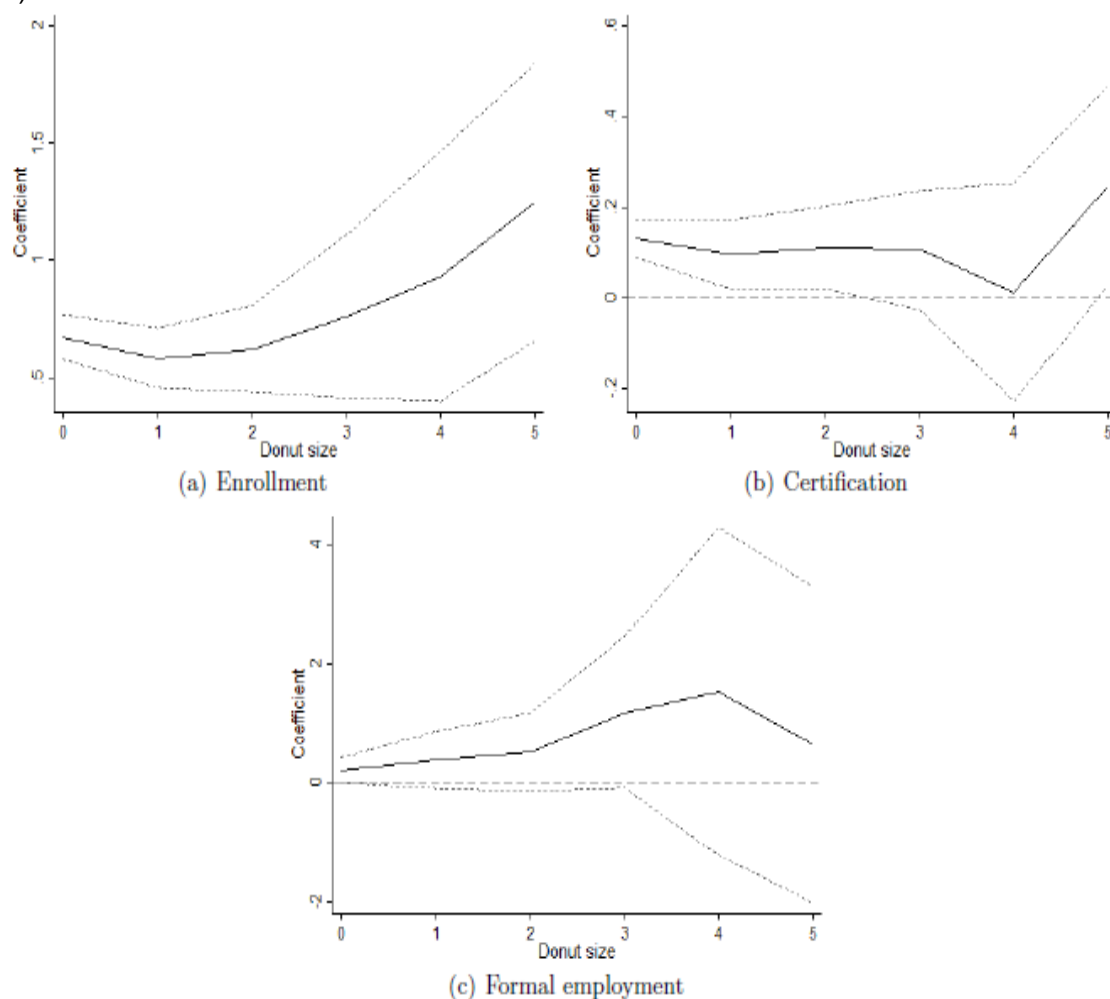 2
1.5
1
.5
Coefficient
0 1 2 3 4 5
Donut size
(a) Enrollment
.6
.4
.2
0
-.2
Coefficient
0 1 2 3 4 5
Donut size
(b) Certification
4
2
0
-2
Coefficient
0 1 2 3 4 5
Donut size
(c) Formal employment